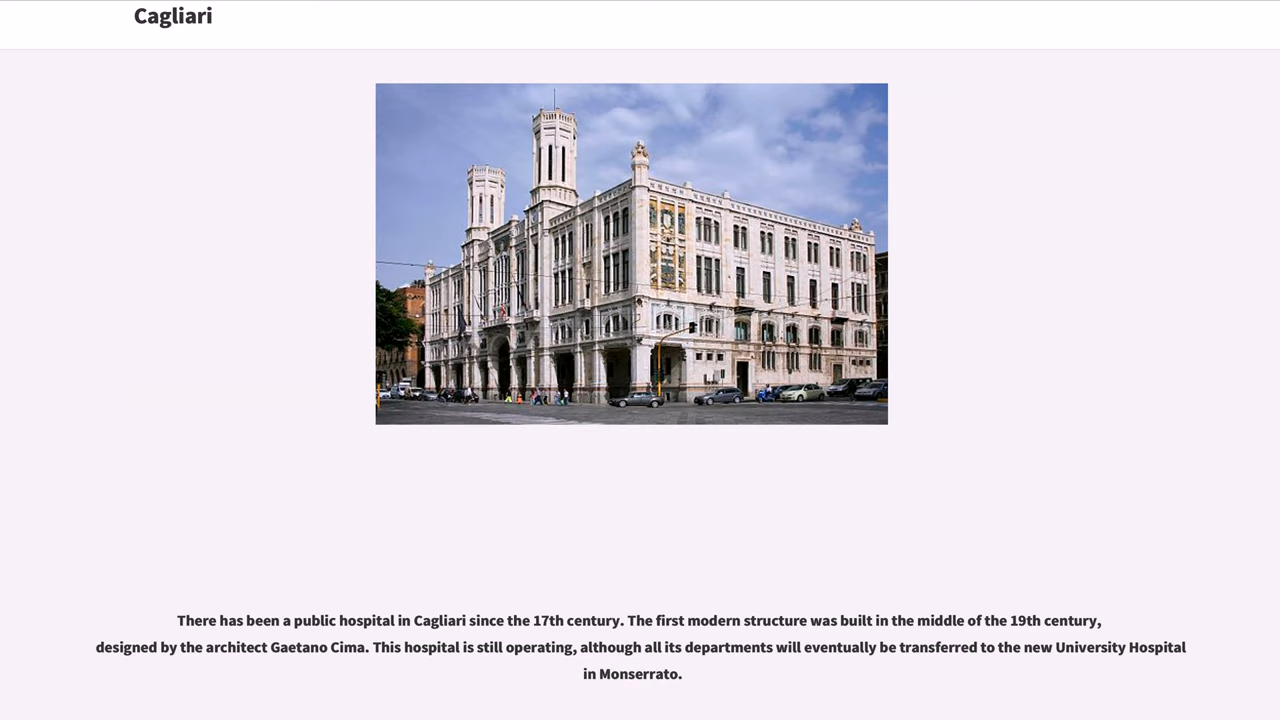 Cagliari
There has been a public hospital in Cagliari since the 17th century. The first modern structure was built in the middle of the 19th century,
designed by the architect Gaetano Cima. This hospital is still operating, although all its departments will eventually be transferred to the new University Hospital
in Monserrato.